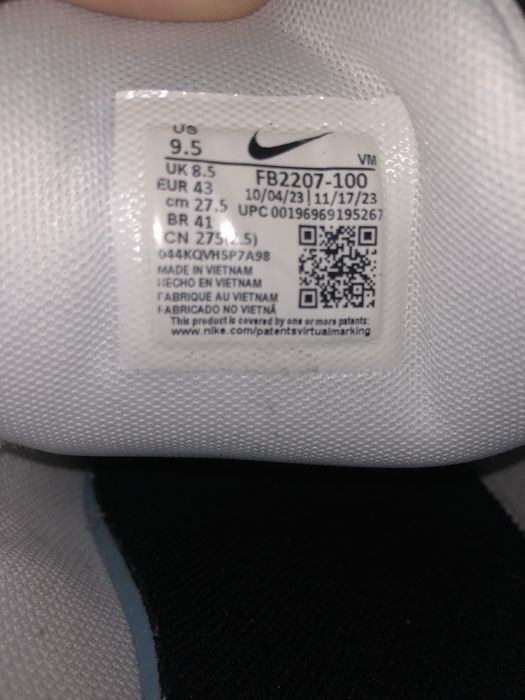 US
9.5
VM
UK 8.5
FB2207-100
EUR 43
10/04/23 | 11/17/23
cm 27.5
UPC 00196969195267
BR 41
CN 275(2.5)
044KQVH5P7A98
MADE IN VIETNAM
HECHO EN VIETNAM
FABRIQUE AU VIETNAM
FABRICADO NO VIETNÃ
This product is covered by one or more patents:
www.nike.com/patentsvirtualmarking